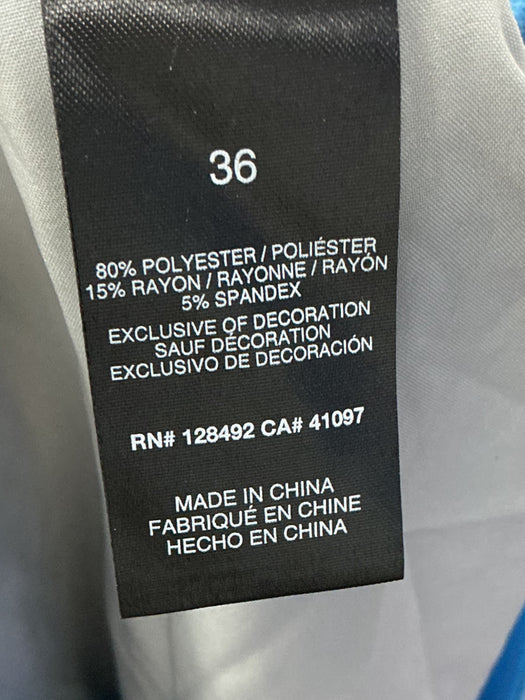 36
80% POLYESTER / POLIÉSTER
15% RAYON / RAYONNE / RAYÓN
5% SPANDEX
EXCLUSIVE OF DECORATION
SAUF DÉCORATION
EXCLUSIVO DE DECORACIÓN
RN# 128492 CA# 41097
MADE IN CHINA
FABRIQUÉ EN CHINE
HECHO EN CHINA